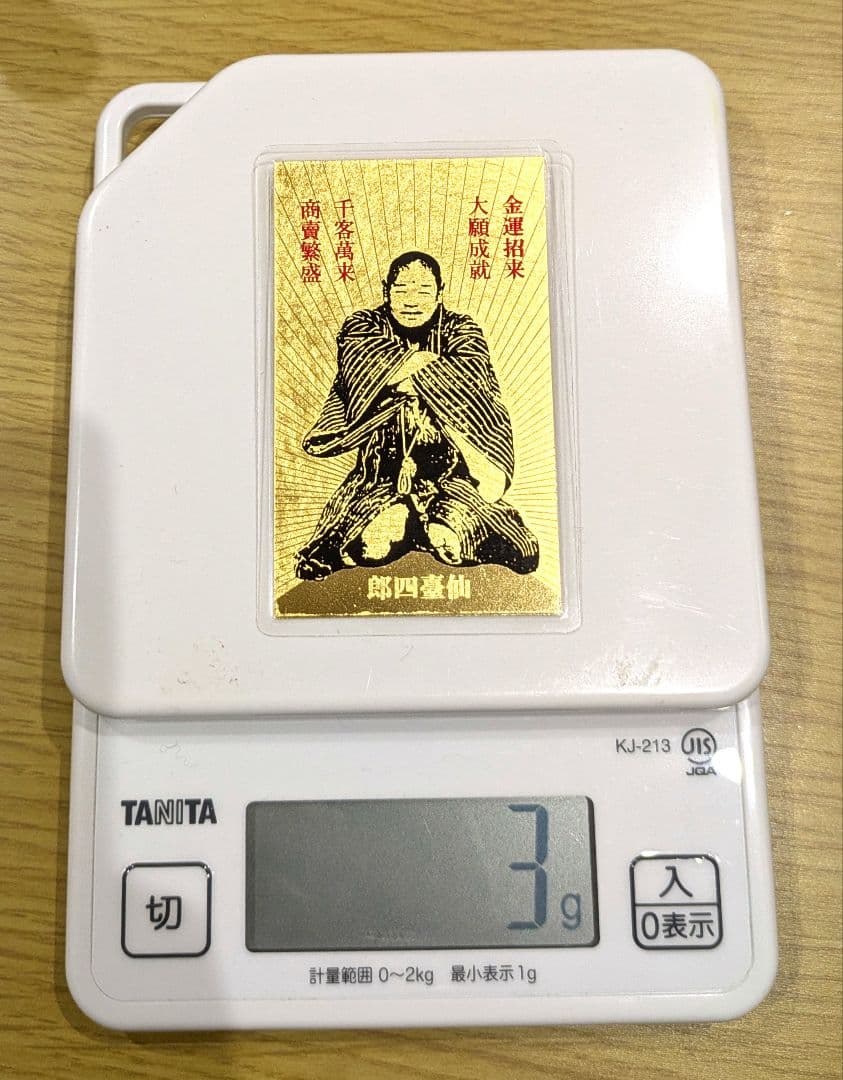 金運招来
大願成就
千客萬来
商賣繁盛
郎四臺仙
KJ-213
JIS
JQA
TANITA
3g
切
入
0表示
計量範囲 0～2kg 最小表示1g